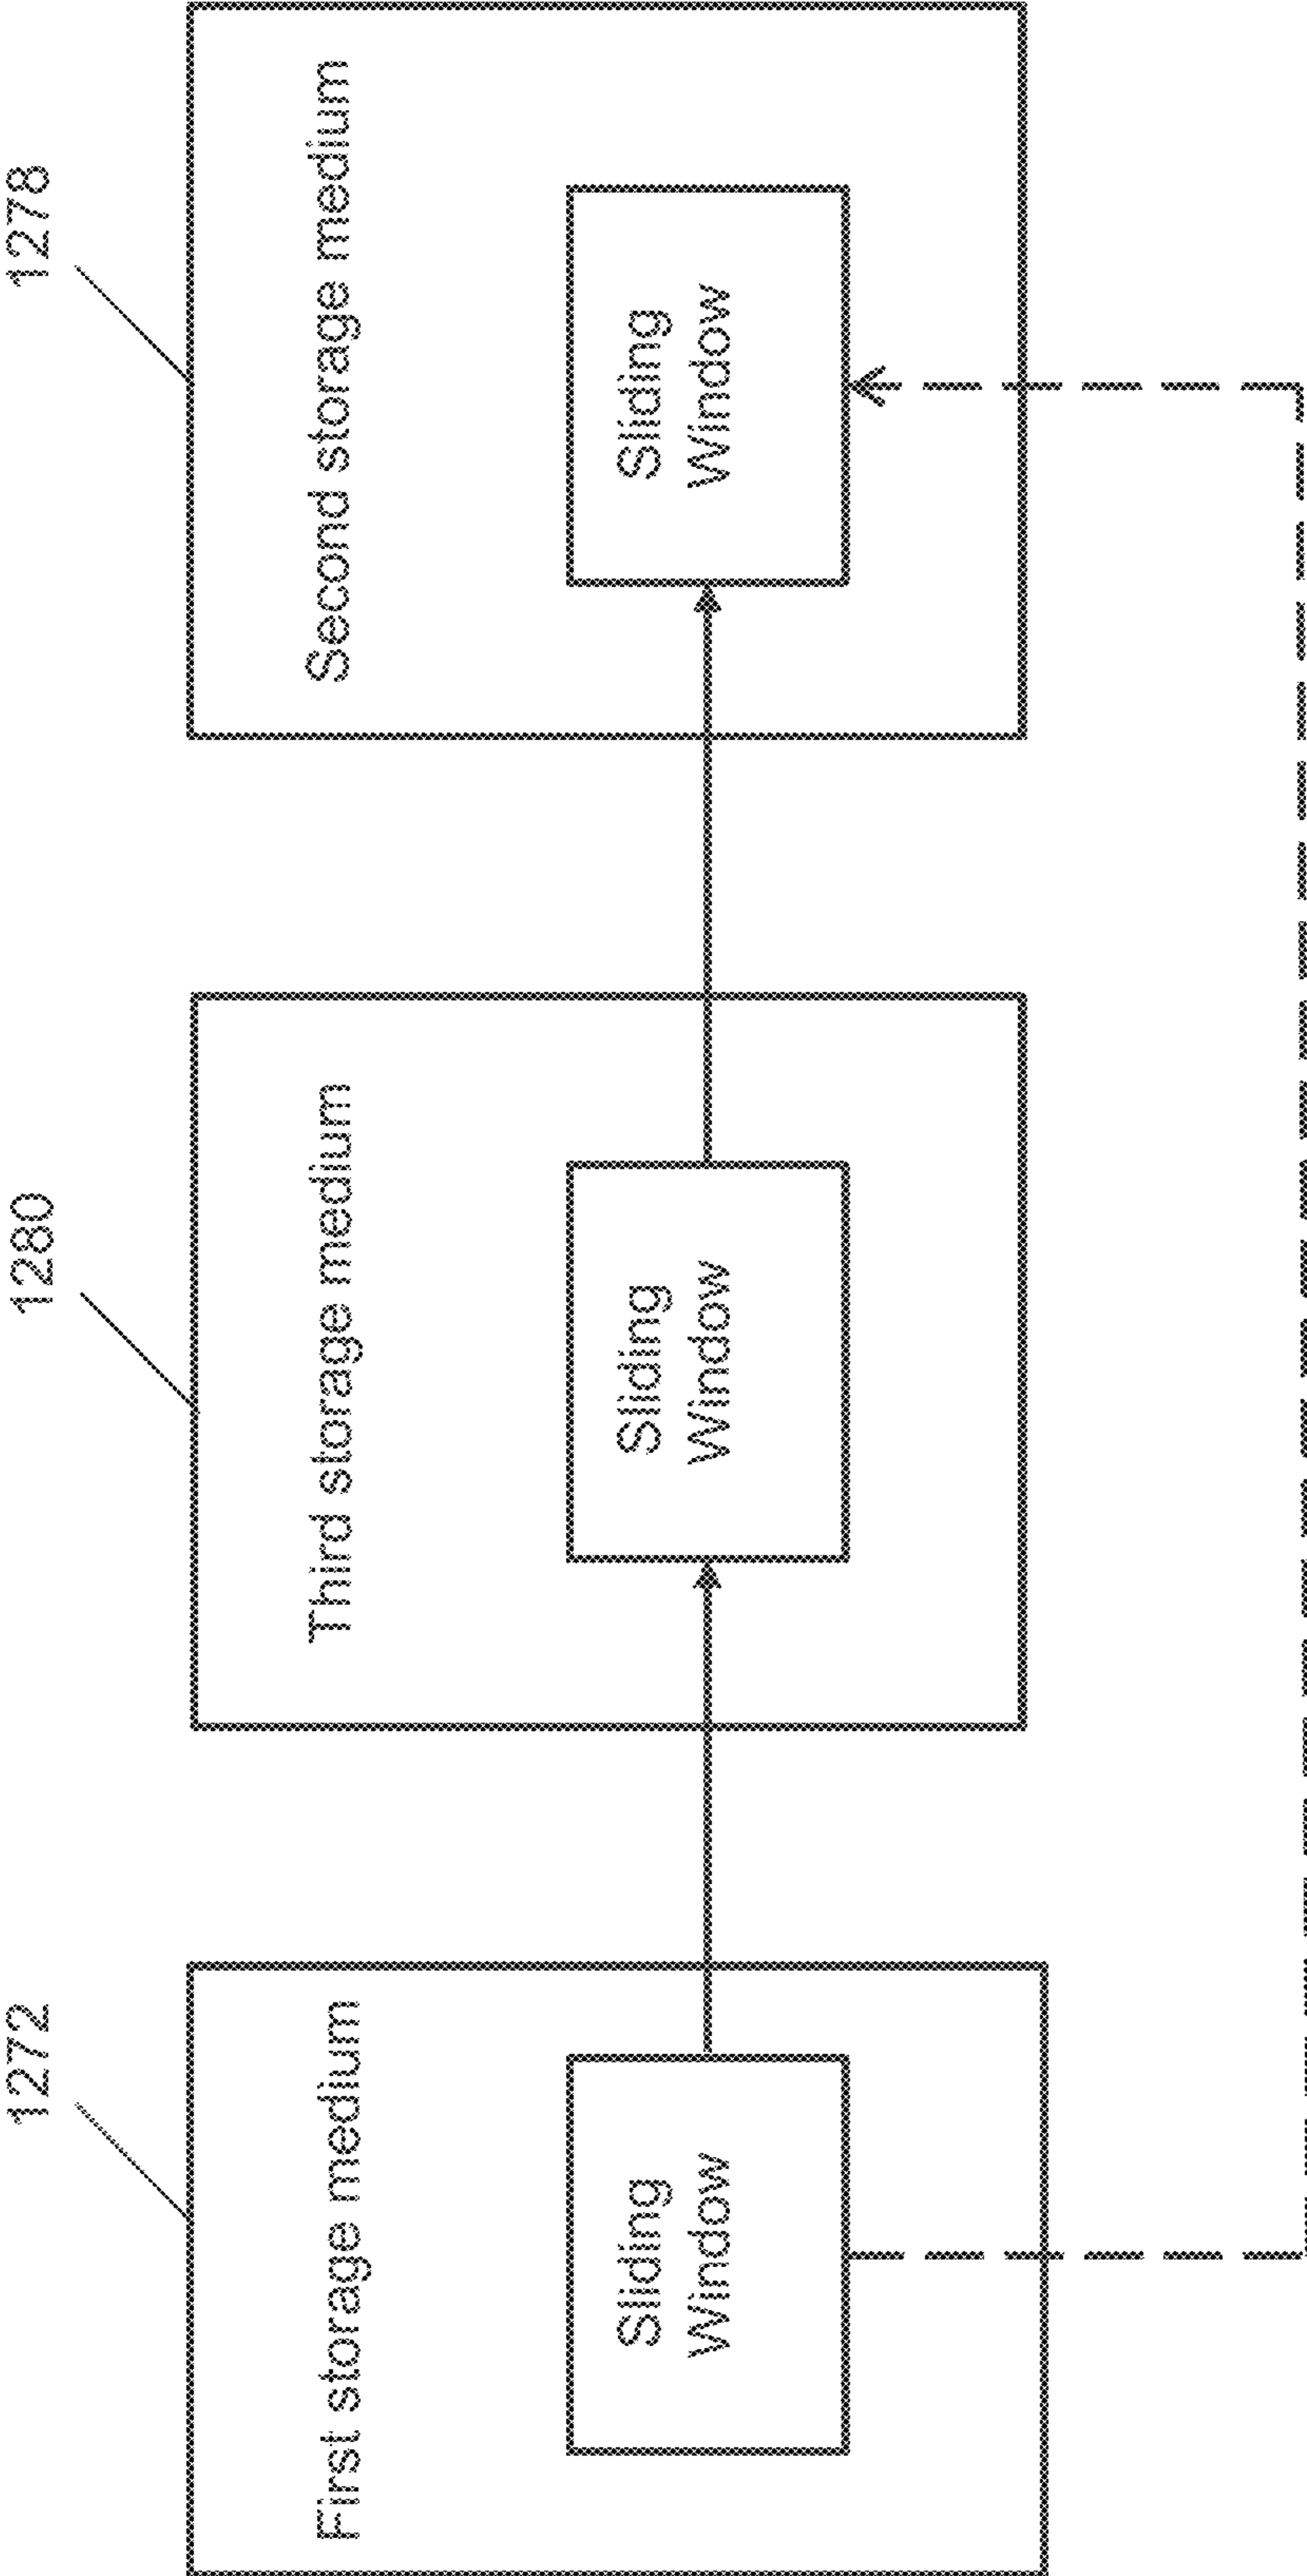 1272
1280
1278
First storage medium
Third storage medium
Second storage medium
Sliding
Window
Sliding
Window
Sliding
Window